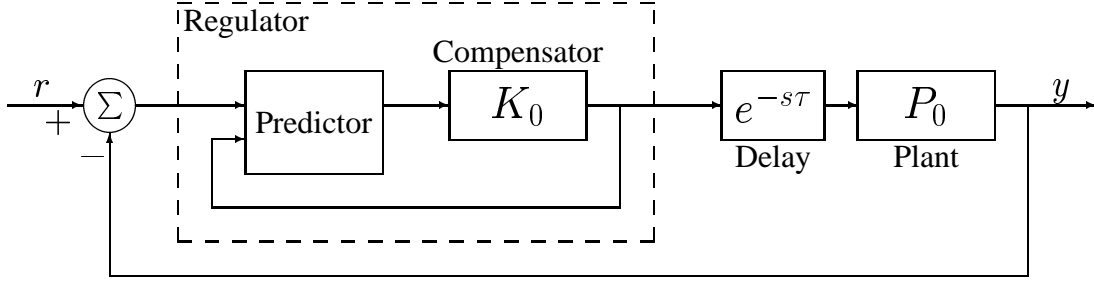 Regulator
Compensator
r
+
−
Σ
Predictor
K₀
e^{−sτ}
Delay
P₀
Plant
y